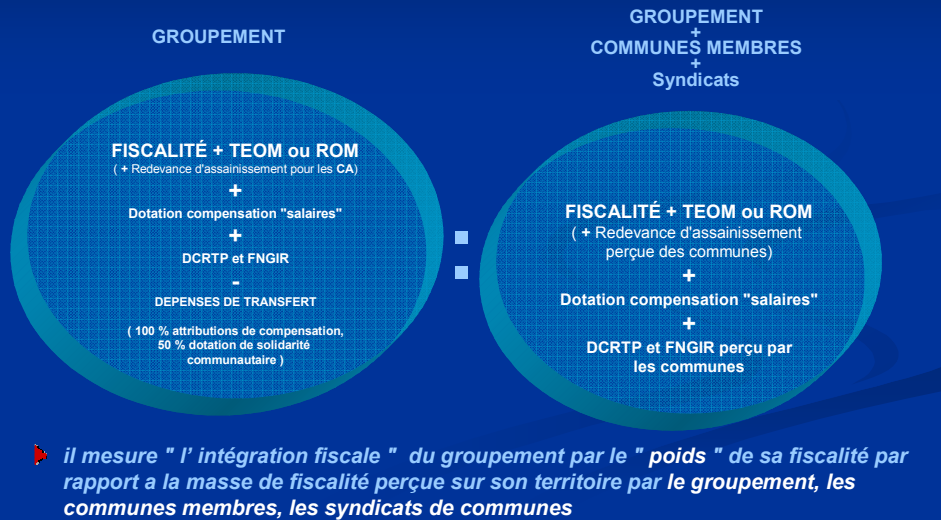 GROUPEMENT
FISCALITÉ + TEOM ou ROM
( + Redevance d'assainissement pour les CA)
+
Dotation compensation "salaires"
+
DCRTP et FNGIR
-
DEPENSES DE TRANSFERT
( 100 % attributions de compensation,
50 % dotation de solidarité
communautaire )
:
GROUPEMENT
+
COMMUNES MEMBRES
+
Syndicats
FISCALITÉ + TEOM ou ROM
( + Redevance d'assainissement
perçue des communes)
+
Dotation compensation "salaires"
+
DCRTP et FNGIR perçu par
les communes
il mesure " l' intégration fiscale " du groupement par le " poids " de sa fiscalité par
rapport a la masse de fiscalité perçue sur son territoire par le groupement, les
communes membres, les syndicats de communes